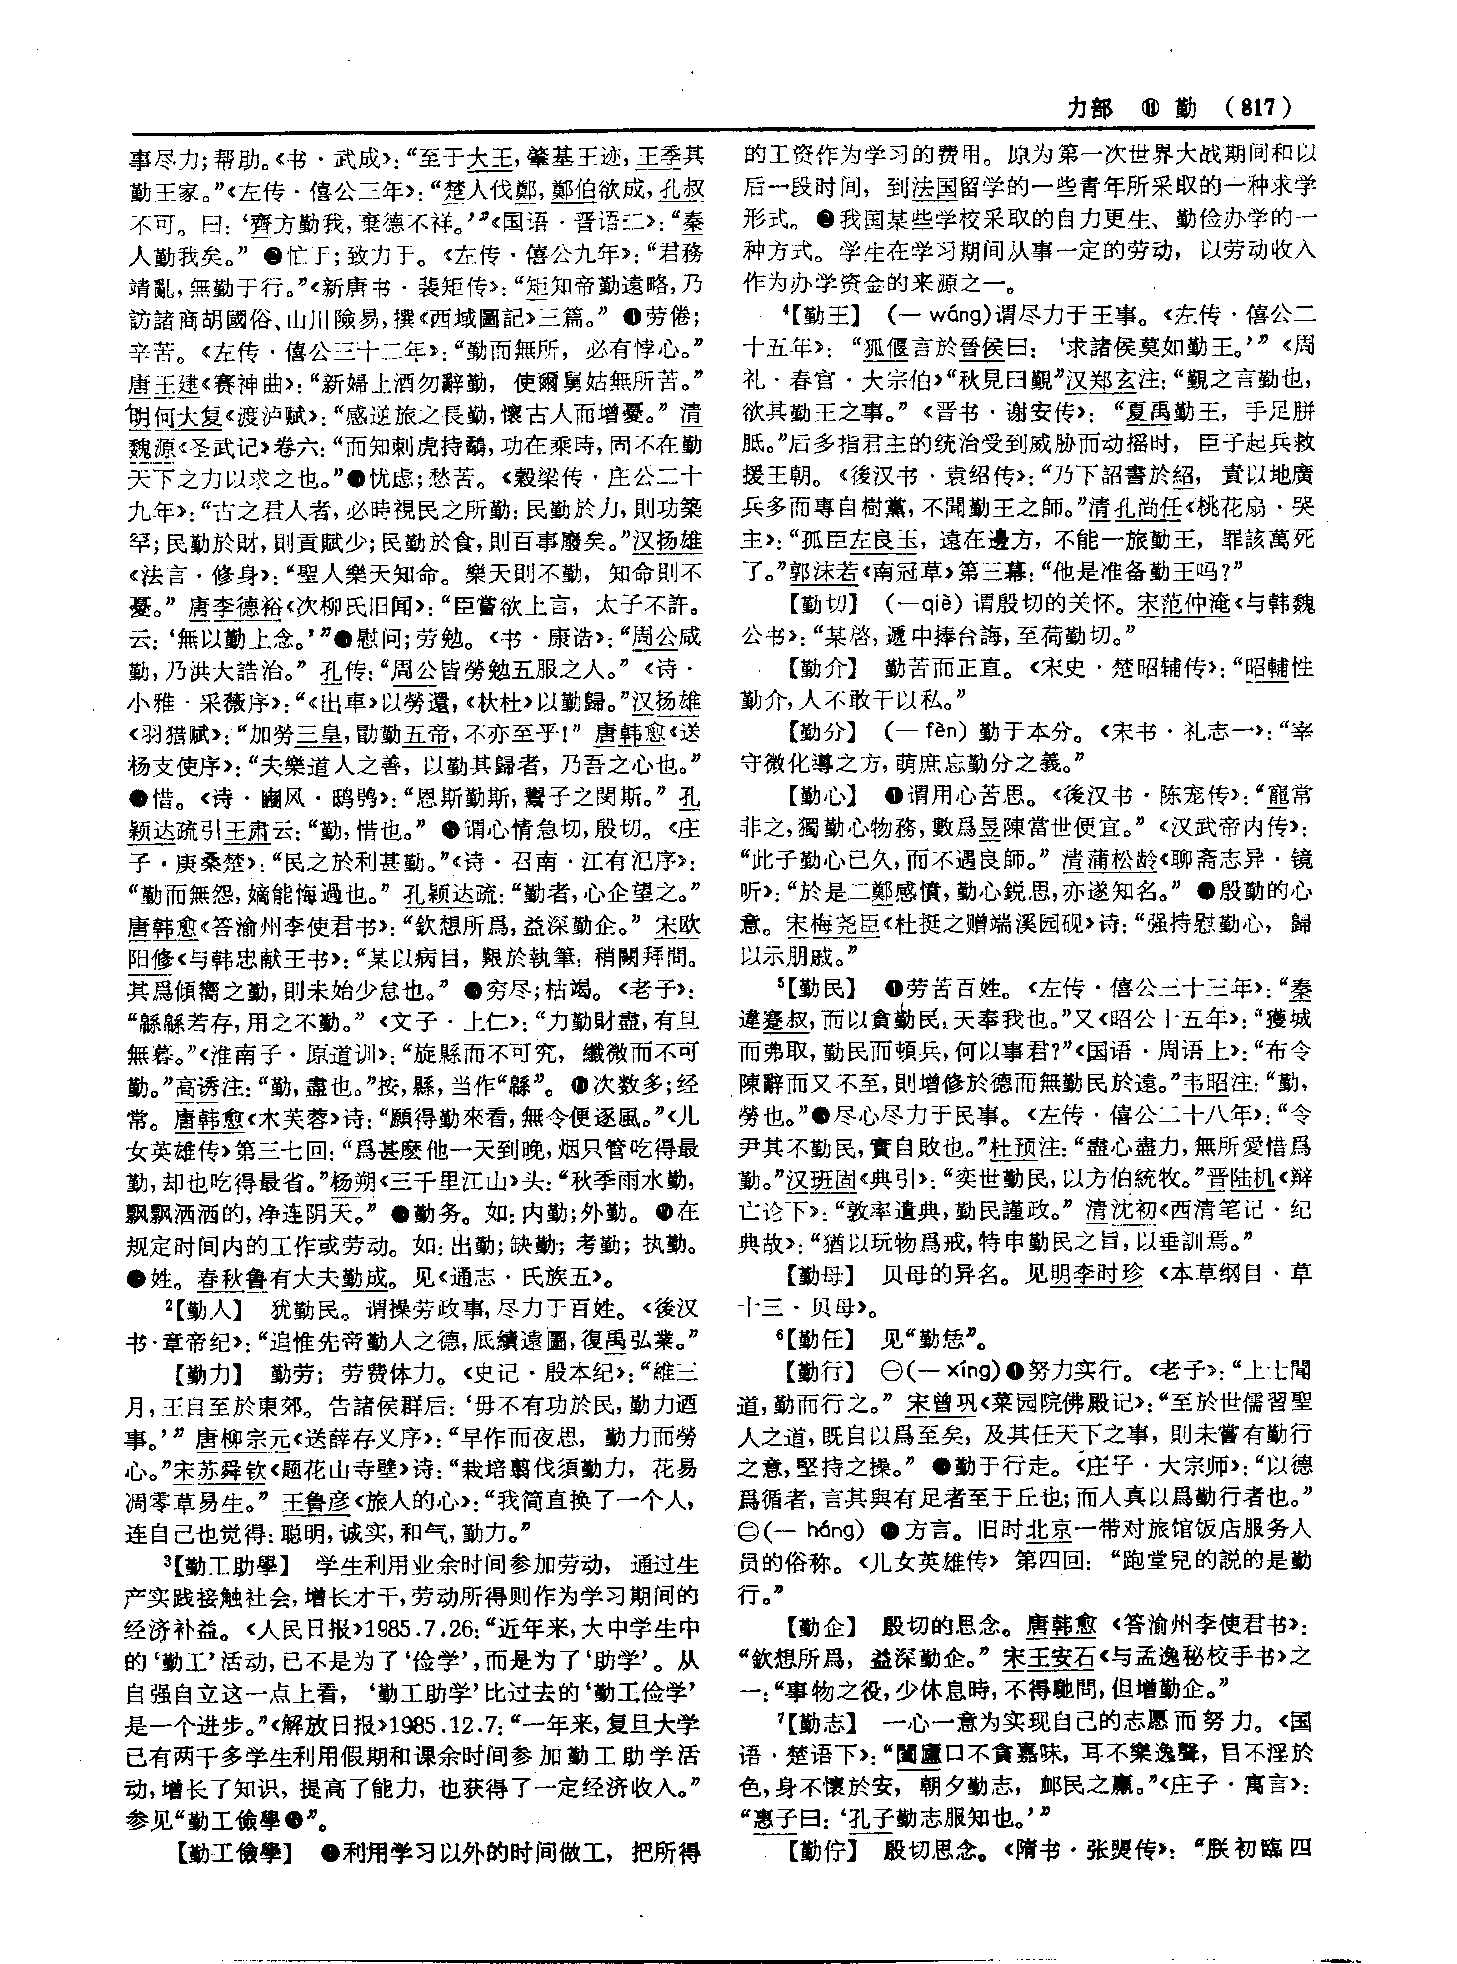 力部 ⑪ 勤 (817)
事尽力；帮助。《书·武成》：“至于大王，肇基王迹，王季其
勤王家。”《左传·僖公三年》：“楚人伐鄭，鄭伯欲成，孔叔
不可。曰：‘齊方勤我，棄德不祥。’”《国语·晋语二》：“秦
人勤我矣。” 忙于；致力于。《左传·僖公九年》：“君務
靖亂，無勤于行。”《新唐书·裴矩传》：“矩知帝勤遠略，乃
訪諸商胡國俗、山川險易，撰《西域圖記》三篇。” 劳倦；
辛苦。《左传·僖公三十二年》：“勤而無所，必有悖心。”
唐王建《赛神曲》：“新婦上酒勿辭勤，使爾舅姑無所苦。”
明何大复《渡泸赋》：“感逆旅之長勤，懷古人而增憂。” 清
魏源《圣武记》卷六：“而知刺虎持鷸，功在乘時，固不在勤
天下之力以求之也。”忧虑；愁苦。《穀梁传·庄公二十
九年》：“古之君人者，必時視民之所勤：民勤於力，則功築
罕；民勤於財，則貢賦少；民勤於食，則百事廢矣。”汉扬雄
《法言·修身》：“聖人樂天知命。樂天則不勤，知命則不
憂。” 唐李德裕《次柳氏旧闻》：“臣嘗欲上言，太子不許。
云：‘無以勤上念。’”慰问；劳勉。《书·康诰》：“周公咸
勤，乃洪大誥治。” 孔传：“周公皆勞勉五服之人。” 《诗·
小雅·采薇序》：“《出車》以勞還，《杕杜》以勤歸。”汉扬雄
《羽猎赋》：“加勞三皇，勖勤五帝，不亦至乎！” 唐韩愈《送
杨支使序》：“夫樂道人之善，以勤其歸者，乃吾之心也。”
惜。《诗·豳风·鸱鸮》：“恩斯勤斯，鬻子之閔斯。” 孔
颖达疏引王肃云：“勤，惜也。” 谓心情急切，殷切。《庄
子·庚桑楚》：“民之於利甚勤。”《诗·召南·江有汜序》：
“勤而無怨，嫡能悔過也。” 孔颖达疏：“勤者，心企望之。”
唐韩愈《答渝州李使君书》：“欽想所爲，益深勤企。” 宋欧
阳修《与韩忠献王书》：“某以病目，艱於執筆，稍闕拜問。
其爲傾嚮之勤，則未始少怠也。” 穷尽；枯竭。《老子》：
“緜緜若存，用之不勤。” 《文子·上仁》：“力勤財盡，有旦
無暮。”《淮南子·原道训》：“旋縣而不可究，纖微而不可
勤。”高诱注：“勤，盡也。”按，縣，当作“緜”。 ⑩次数多；经
常。唐韩愈《木芙蓉》诗：“願得勤來看，無令便逐風。”《儿
女英雄传》第三七回：“爲甚麽他一天到晚，烟只管吃得最
勤，却也吃得最省。”杨朔《三千里江山》头：“秋季雨水勤，
飘飘洒洒的，净连阴天。” 勤务。如：内勤；外勤。在
规定时间内的工作或劳动。如：出勤；缺勤；考勤；执勤。
姓。春秋鲁有大夫勤成。见《通志·氏族五》。
²【勤人】 犹勤民。谓操劳政事，尽力于百姓。《後汉
书·章帝纪》：“追惟先帝勤人之德，厎績遠圖，復禹弘業。”
【勤力】 勤劳；劳费体力。《史记·殷本纪》：“維三
月，王自至於東郊。告諸侯群后：‘毋不有功於民，勤力迺
事。’” 唐柳宗元《送薛存义序》：“早作而夜思，勤力而勞
心。”宋苏舜钦《题花山寺壁》诗：“栽培翦伐須勤力，花易
凋零草易生。” 王鲁彦《旅人的心》：“我简直换了一个人，
连自己也觉得：聪明，诚实，和气，勤力。”
³【勤工助學】 学生利用业余时间参加劳动，通过生
产实践接触社会，增长才干，劳动所得则作为学习期间的
经济补益。《人民日报》1985.7.26：“近年来，大中学生中
的‘勤工’活动，已不是为了‘俭学’，而是为了‘助学’。从
自强自立这一点上看，‘勤工助学’比过去的‘勤工俭学’
是一个进步。”《解放日报》1985.12.7：“一年来，复旦大学
已有两千多学生利用假期和课余时间参加勤工助学活
动，增长了知识，提高了能力，也获得了一定经济收入。”
参见“勤工儉學”。
【勤工儉學】 利用学习以外的时间做工，把所得
的工资作为学习的费用。原为第一次世界大战期间和以
后一段时间，到法国留学的一些青年所采取的一种求学
形式。❷我国某些学校采取的自力更生、勤俭办学的一
种方式。学生在学习期间从事一定的劳动，以劳动收入
作为办学资金的来源之一。
⁴【勤王】 （一 wáng)谓尽力于王事。《左传·僖公二
十五年》：“狐偃言於晉侯曰：‘求諸侯莫如勤王。’” 《周
礼·春官·大宗伯》“秋見曰覲”汉郑玄注：“覲之言勤也，
欲其勤王之事。” 《晋书·谢安传》：“夏禹勤王，手足胼
胝。”后多指君主的统治受到威胁而动摇时，臣子起兵救
援王朝。《後汉书·袁绍传》：“乃下詔書於紹，責以地廣
兵多而專自樹黨，不聞勤王之師。”清孔尚任《桃花扇·哭
主》：“孤臣左良玉，遠在邊方，不能一旅勤王，罪該萬死
了。”郭沫若《南冠草》第三幕：“他是准备勤王吗？”
【勤切】 （一qiè）谓殷切的关怀。宋范仲淹《与韩魏
公书》：“某啓，遞中捧台誨，至荷勤切。”
【勤介】 勤苦而正直。《宋史·楚昭辅传》：“昭輔性
勤介，人不敢干以私。”
【勤分】 （一 fèn）勤于本分。《宋书·礼志一》：“宰
守微化導之方，萌庶忘勤分之義。”
【勤心】 ❶谓用心苦思。《後汉书·陈宠传》：“寵常
非之，獨勤心物務，數爲昱陳當世便宜。” 《汉武帝内传》：
“此子勤心已久，而不遇良師。” 清蒲松龄《聊斋志异·镜
听》：“於是二鄭感憤，勤心鋭思，亦遂知名。” 殷勤的心
意。宋梅尧臣《杜挺之赠端溪园砚》诗：“强持慰勤心，歸
以示朋戚。”
⁵【勤民】 ❶劳苦百姓。《左传·僖公三十三年》：“秦
違蹇叔，而以貪勤民，天奉我也。”又《昭公十五年》：“獲城
而弗取，勤民而頓兵，何以事君？”《国语·周语上》：“布令
陳辭而又不至，則增修於德而無勤民於遠。”韦昭注：“勤，
勞也。”尽心尽力于民事。《左传·僖公二十八年》：“令
尹其不勤民，實自敗也。”杜预注：“盡心盡力，無所愛惜爲
勤。”汉班固《典引》：“奕世勤民，以方伯統牧。”晋陆机《辩
亡论下》：“敦率遺典，勤民謹政。” 清沈初《西清笔记·纪
典故》：“猶以玩物爲戒，特申勤民之旨，以垂訓焉。”
【勤母】 贝母的异名。见明李时珍《本草纲目·草
十三·贝母》。
⁶【勤任】 见“勤恁”。
【勤行】 ㊀（一 xíng)❶努力实行。《老子》：“上士聞
道，勤而行之。” 宋曾巩《菜园院佛殿记》：“至於世儒習聖
人之道，既自以爲至矣，及其任天下之事，則未嘗有勤行
之意，堅持之操。” 勤于行走。《庄子·大宗师》：“以德
爲循者，言其與有足者至于丘也；而人真以爲勤行者也。”
㊁（一 háng）方言。旧时北京一带对旅馆饭店服务人
员的俗称。《儿女英雄传》第四回：“跑堂兒的説的是勤
行。”
【勤企】 殷切的思念。唐韩愈《答渝州李使君书》：
“欽想所爲，益深勤企。” 宋王安石《与孟逸秘校手书》之
一：“事物之役，少休息時，不得馳問，但增勤企。”
⁷【勤志】 一心一意为实现自己的志愿而努力。《国
语·楚语下》：“闔廬口不貪嘉味，耳不樂逸聲，目不淫於
色，身不懷於安，朝夕勤志，卹民之羸。”《庄子·寓言》：
“惠子曰：‘孔子勤志服知也。’”
【勤佇】 殷切思念。《隋书·张煚传》：“朕初臨四